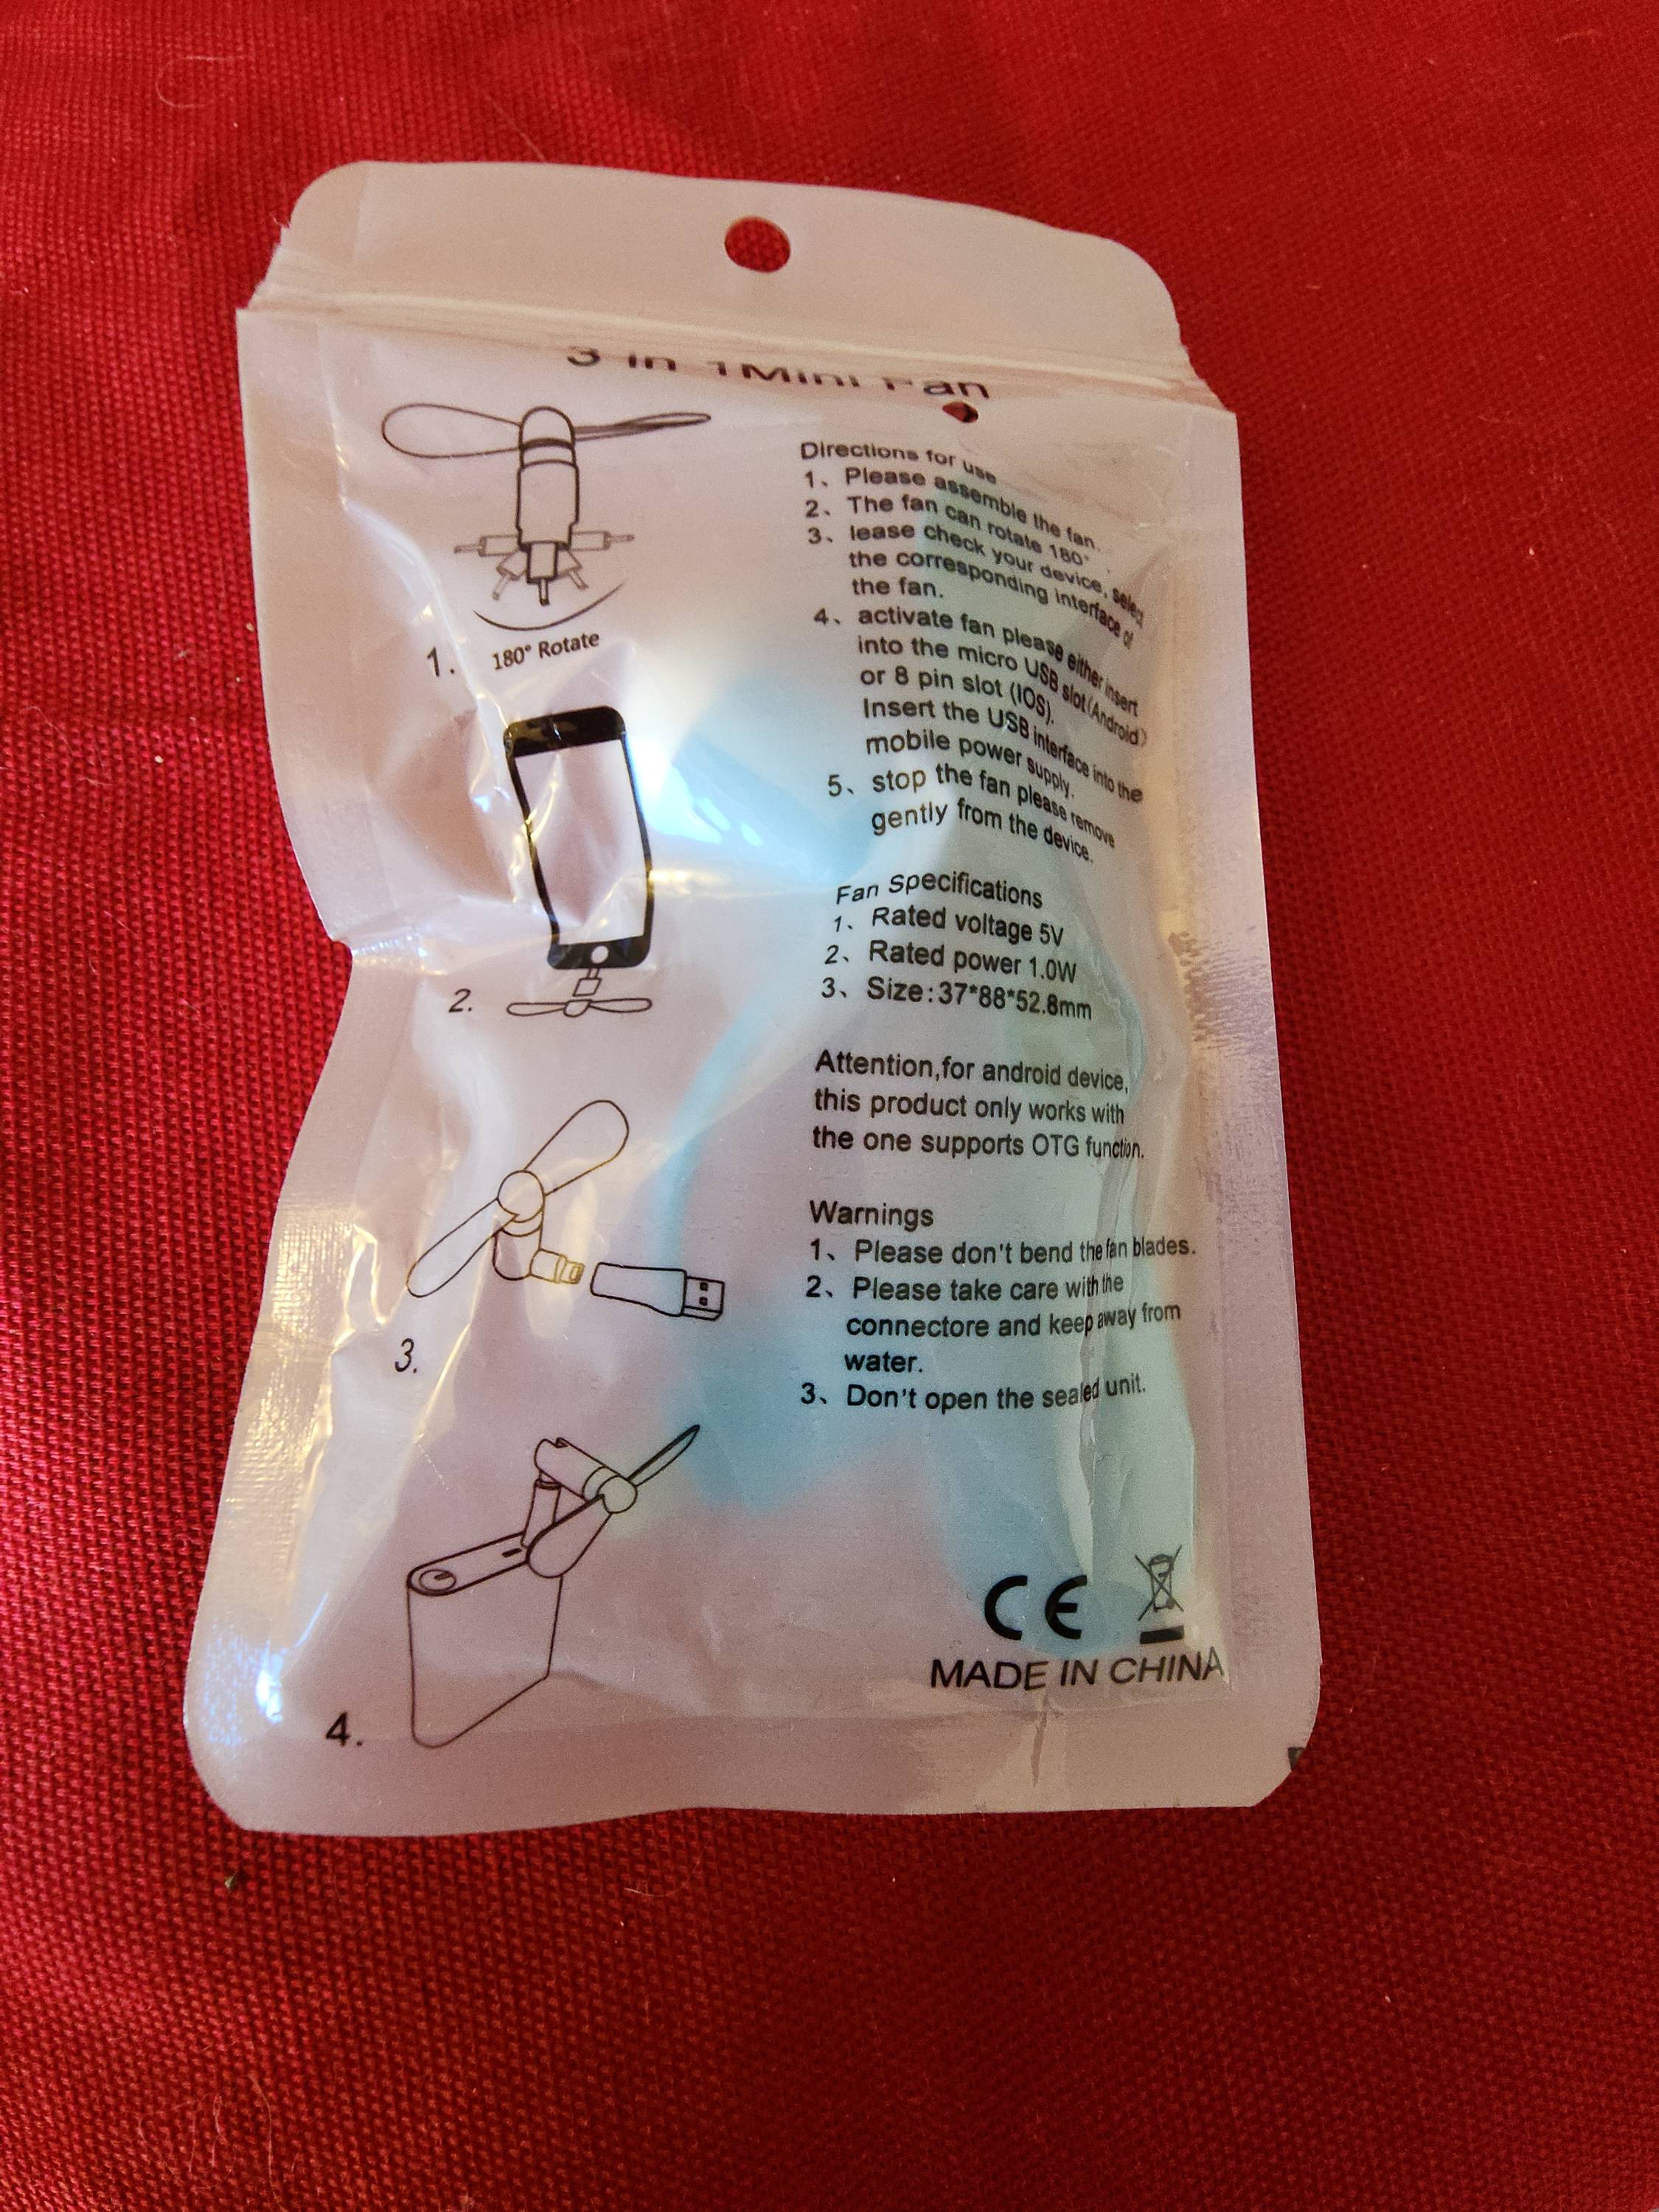 3 in 1Mini Fan
180° Rotate
1.
2.
3.
4.
Directions for use
1、Please assemble the fan.
2、The fan can rotate 180°
3、lease check your device, select
the corresponding interface of
the fan.
4、activate fan please either insert
into the micro USB slot(Android)
or 8 pin slot (IOS).
Insert the USB interface into the
mobile power supply.
5、stop the fan please remove
gently from the device.
Fan Specifications
1、Rated voltage 5V
2、Rated power 1.0W
3、Size:37*88*52.8mm
Attention,for android device,
this product only works with
the one supports OTG function.
Warnings
1、Please don't bend the fan blades.
2、Please take care with the
connectore and keep away from
water.
3、Don't open the sealed unit.
CE
MADE IN CHINA